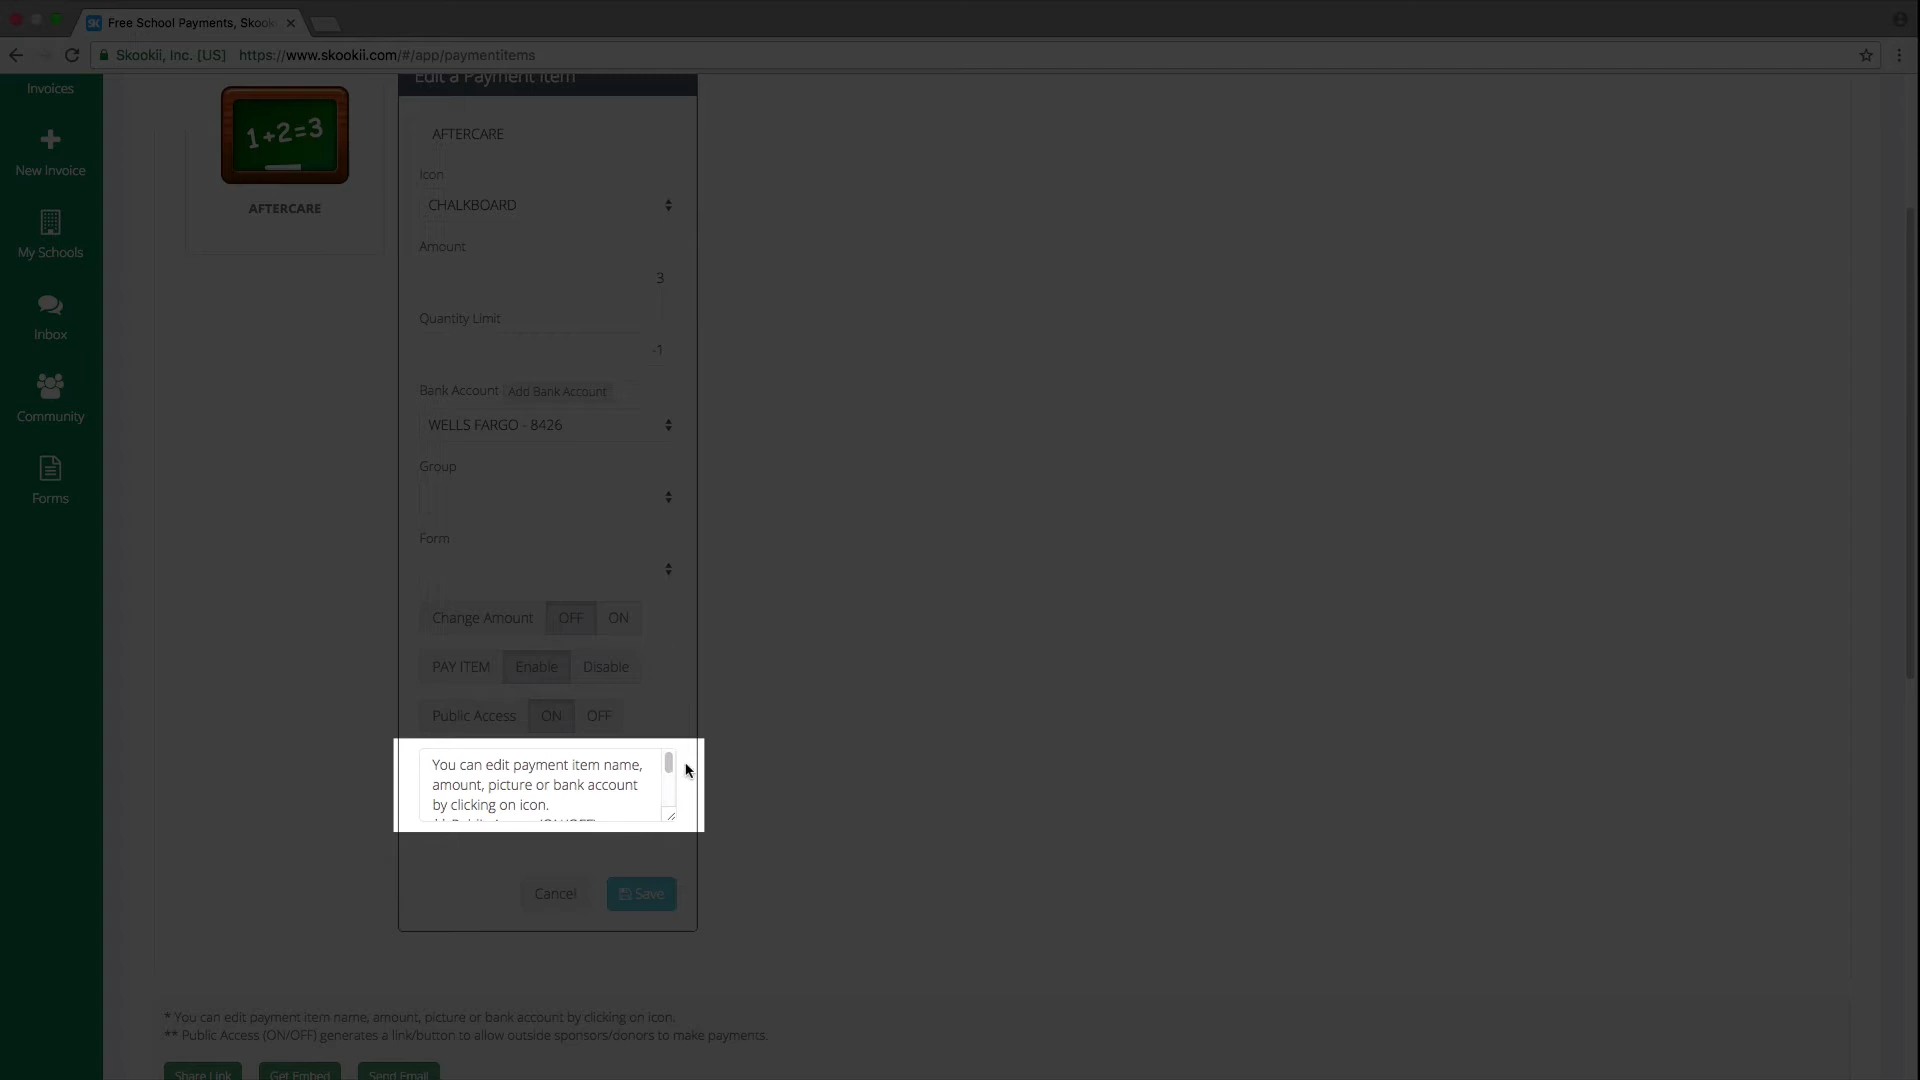 SK Free School Payments, Skook
Skookii, Inc. [US] https://www.skookii.com/#/app/paymentitems
Invoices
New Invoice
My Schools
Inbox
Community
Forms
1+2=3
AFTERCARE
Edit a Payment Item
AFTERCARE
Icon
CHALKBOARD
Amount
3
Quantity Limit
-1
Bank Account Add Bank Account
WELLS FARGO - 8426
Group
Form
Change Amount OFF ON
PAY ITEM Enable Disable
Public Access ON OFF
You can edit payment item name,
amount, picture or bank account
by clicking on icon.
Cancel Save
* You can edit payment item name, amount, picture or bank account by clicking on icon.
** Public Access (ON/OFF) generates a link/button to allow outside sponsors/donors to make payments.
Share Link Get Embed Send Email